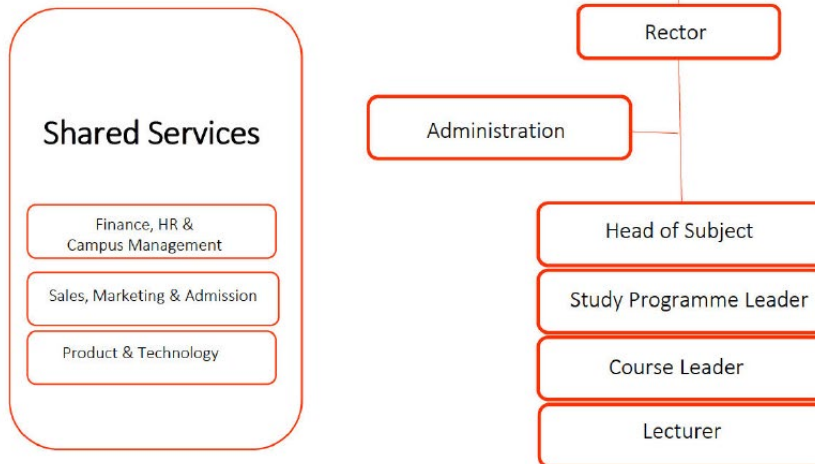 Shared Services
Finance, HR &
Campus Management
Sales, Marketing & Admission
Product & Technology
Rector
Administration
Head of Subject
Study Programme Leader
Course Leader
Lecturer